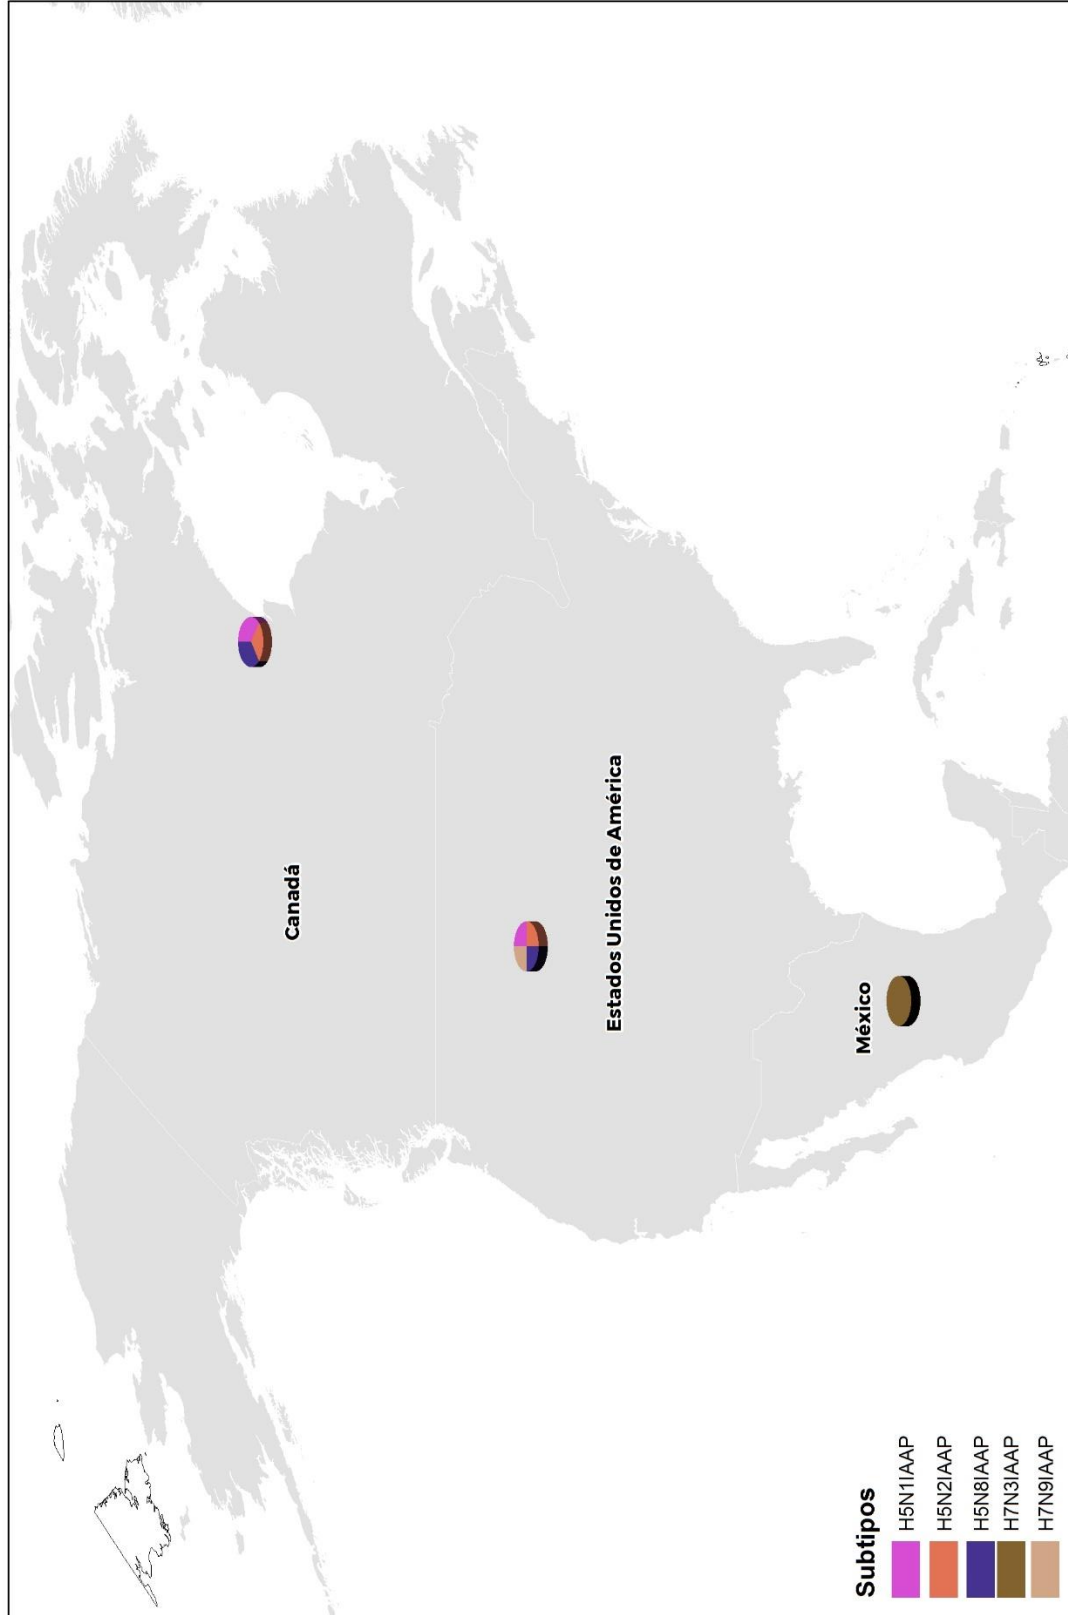 Canadá
Estados Unidos de América
México
Subtipos
H5N1IAAP
H5N2IAAP
H5N8IAAP
H7N3IAAP
H7N9IAAP